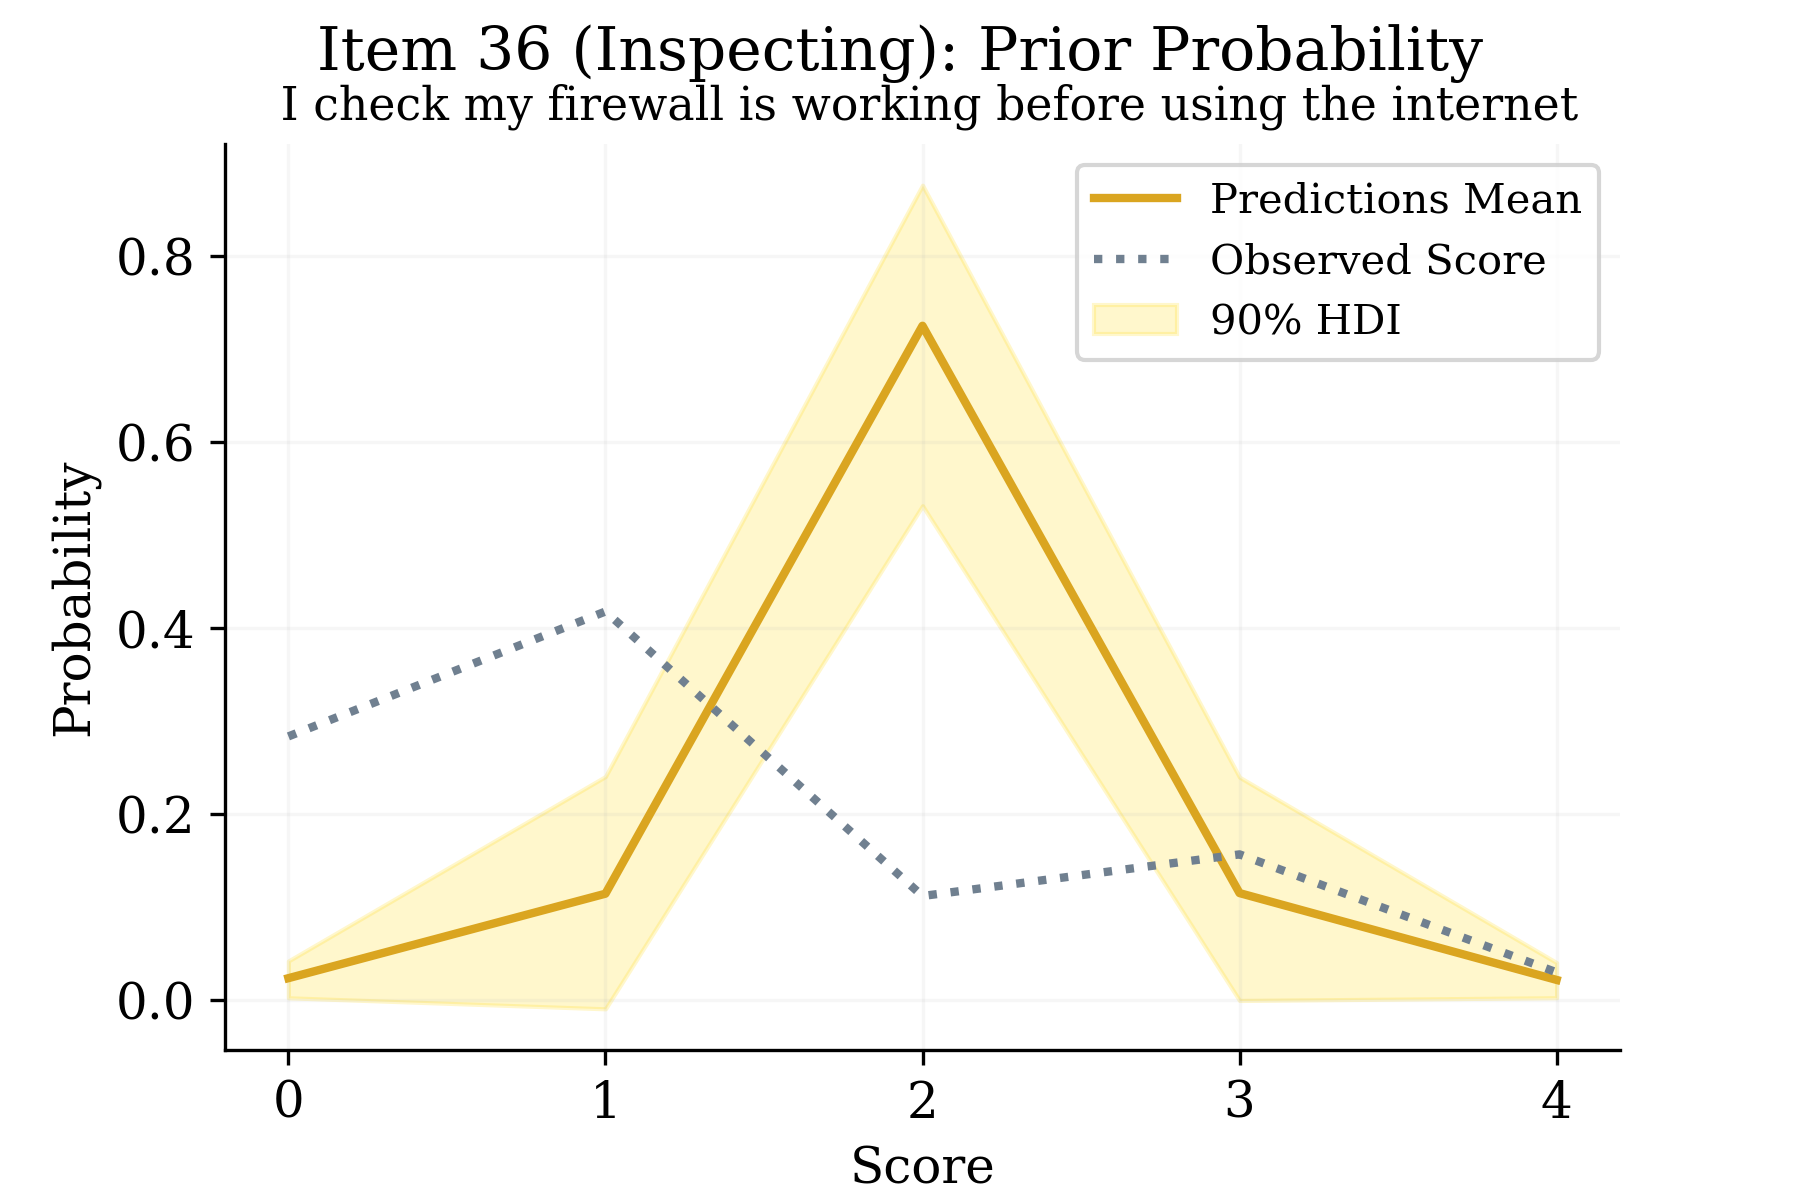 Item 36 (Inspecting): Prior Probability
I check my firewall is working before using the internet
Predictions Mean
Observed Score
90% HDI
Probability
0.8
0.6
0.4
0.2
0.0
0 1 2 3 4
Score